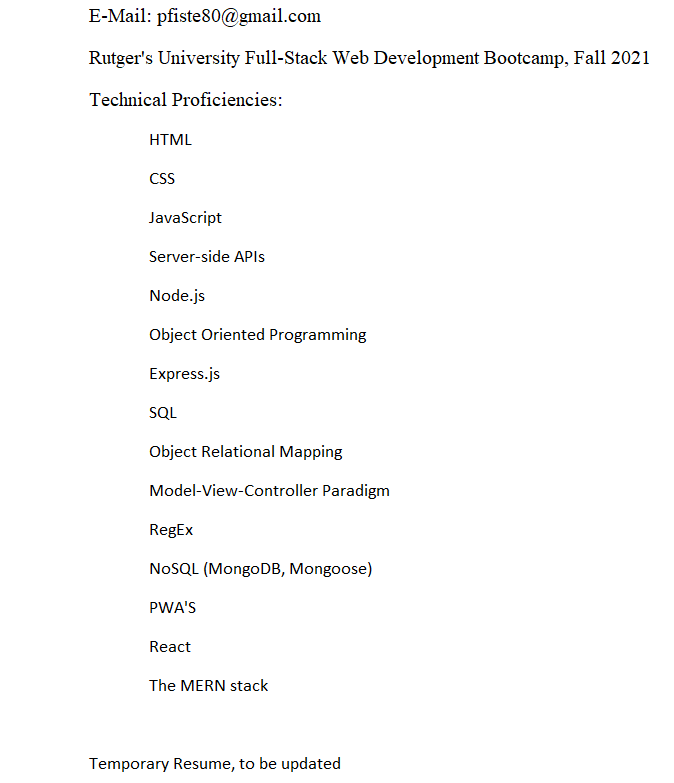 E-Mail: pfiste80@gmail.com
Rutger's University Full-Stack Web Development Bootcamp, Fall 2021
Technical Proficiencies:
HTML
CSS
JavaScript
Server-side APIs
Node.js
Object Oriented Programming
Express.js
SQL
Object Relational Mapping
Model-View-Controller Paradigm
RegEx
NoSQL (MongoDB, Mongoose)
PWA'S
React
The MERN stack
Temporary Resume, to be updated